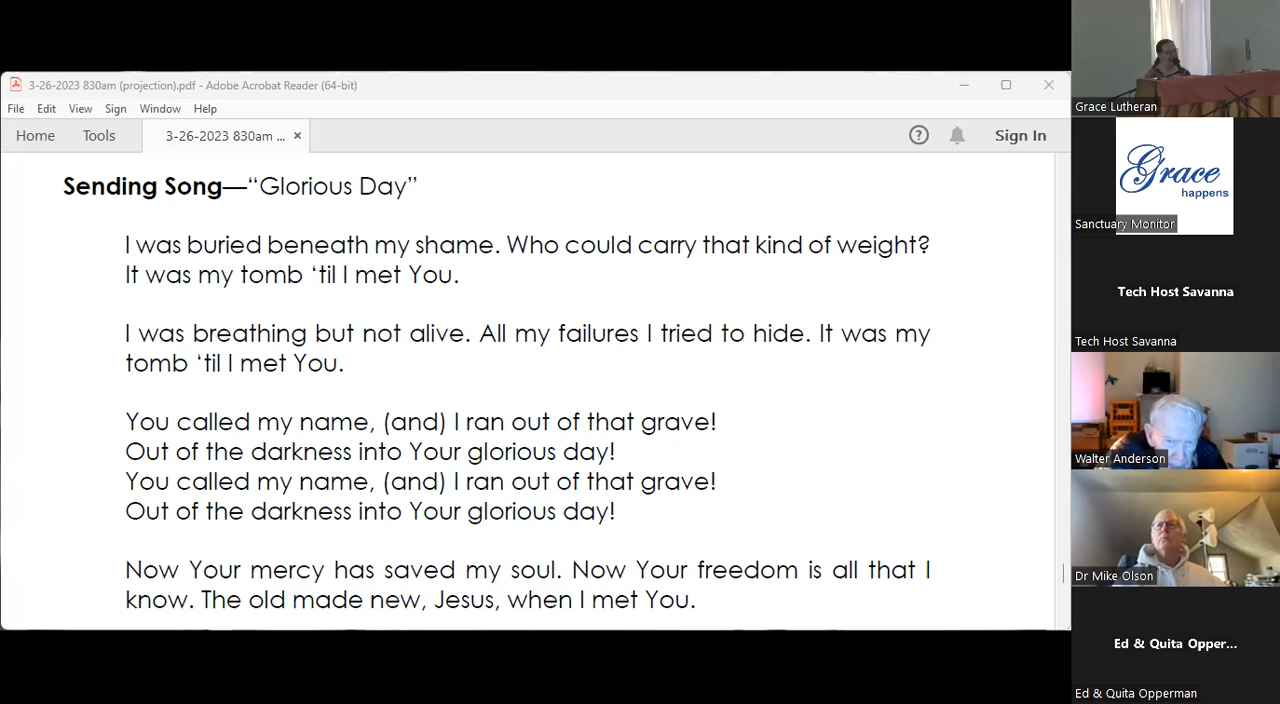 3-26-2023 830am (projection).pdf - Adobe Acrobat Reader (64-bit)
File Edit View Sign Window Help
Home Tools 3-26-2023 830am ... × ? Sign In
Sending Song—“Glorious Day”
I was buried beneath my shame. Who could carry that kind of weight?
It was my tomb ‘til I met You.
I was breathing but not alive. All my failures I tried to hide. It was my
tomb ‘til I met You.
You called my name, (and) I ran out of that grave!
Out of the darkness into Your glorious day!
You called my name, (and) I ran out of that grave!
Out of the darkness into Your glorious day!
Now Your mercy has saved my soul. Now Your freedom is all that I
know. The old made new, Jesus, when I met You.
Grace Lutheran
Grace
happens
Sanctuary Monitor
Tech Host Savanna
Tech Host Savanna
Walter Anderson
Dr Mike Olson
Ed & Quita Opper...
Ed & Quita Opperman